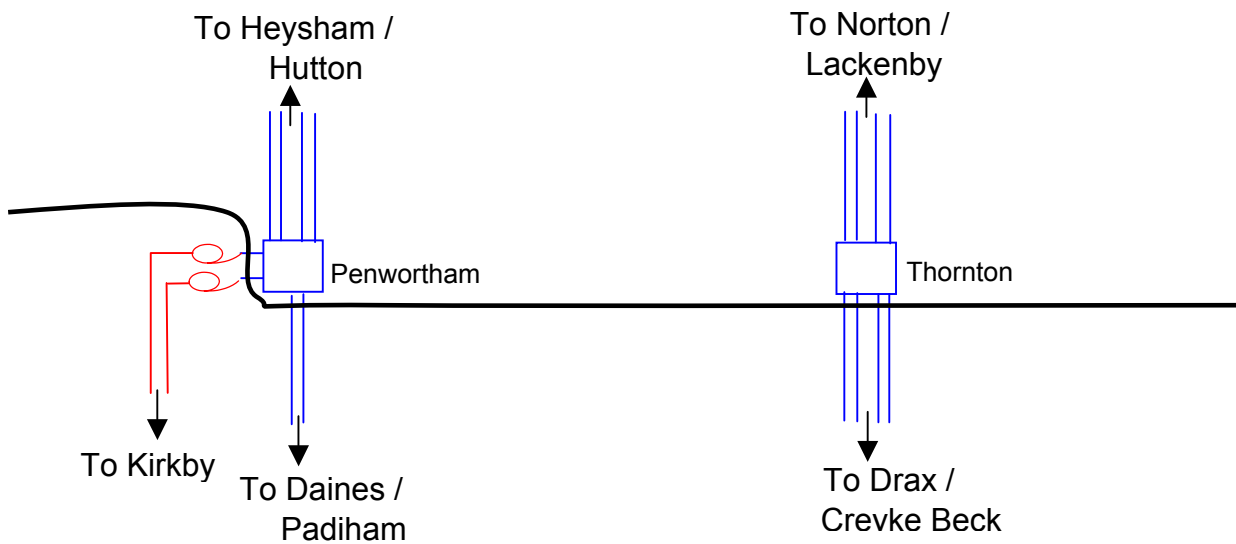 To Heysham /
Hutton
To Norton /
Lackenby
Penwortham
Thornton
To Kirkby
To Daines /
Padiham
To Drax /
Crevke Beck